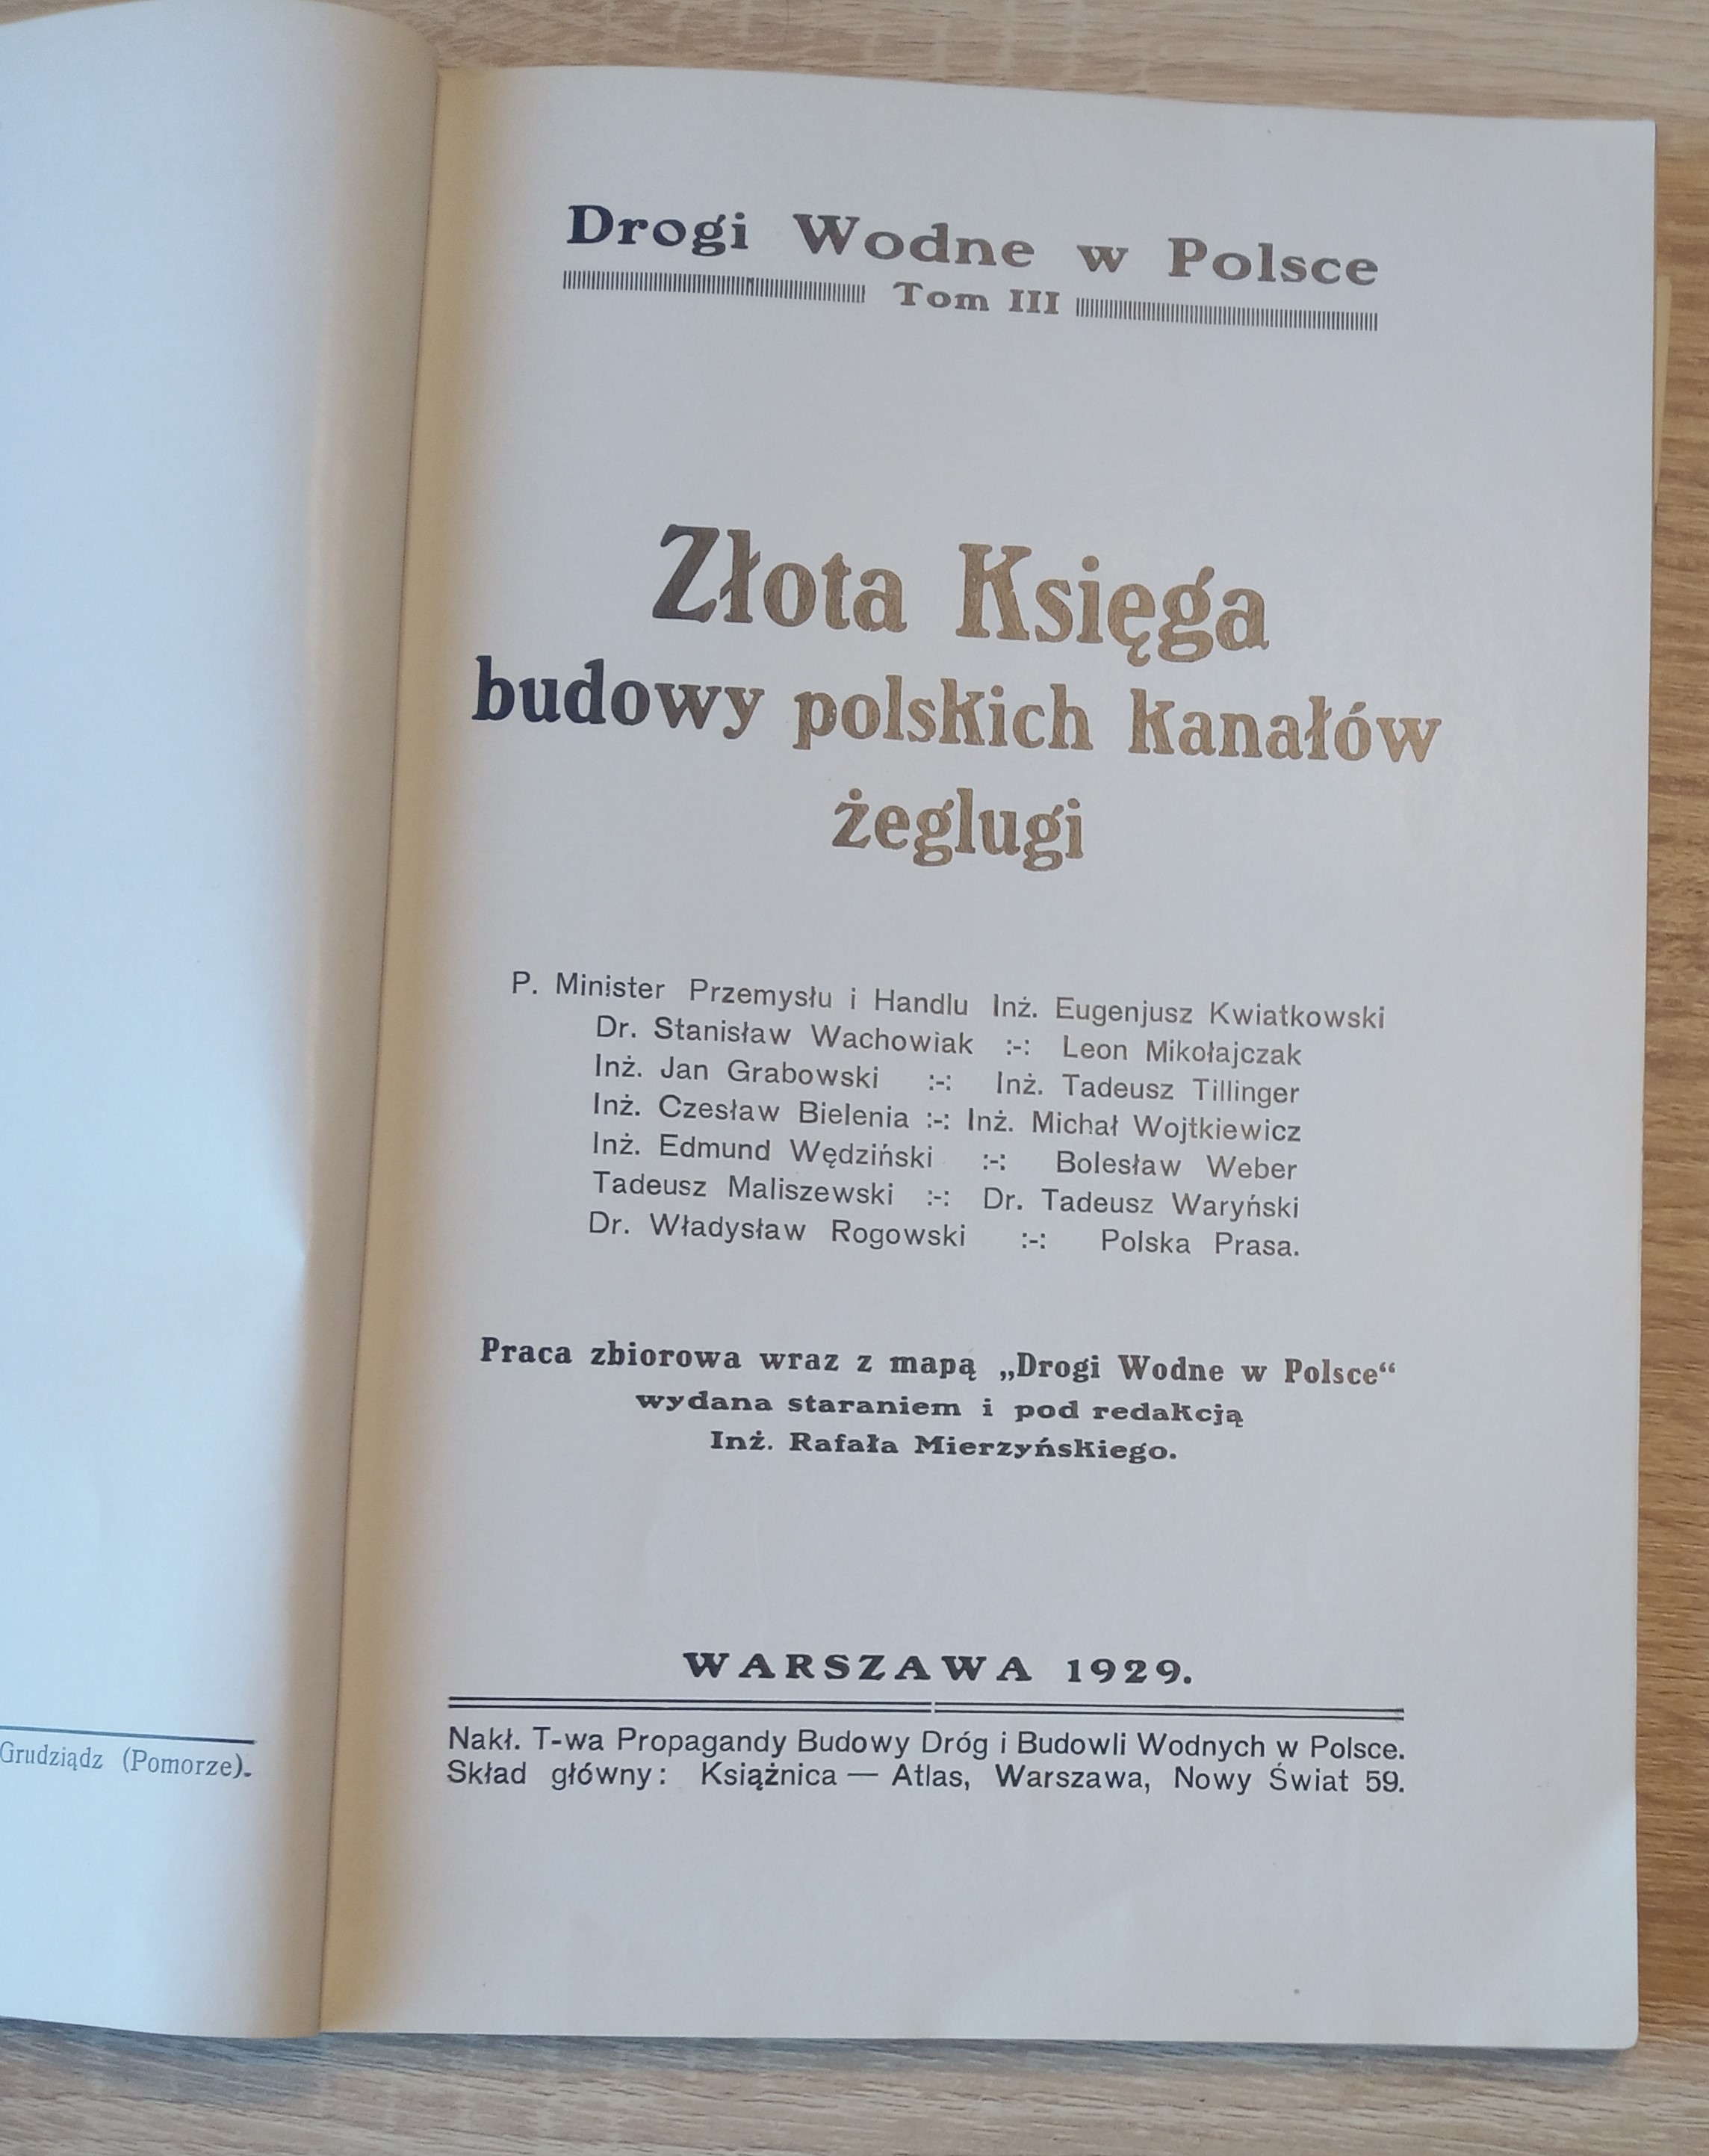 Drogi Wodne w Polsce
Tom III
Złota Księga
budowy polskich kanałów
żeglugi
P. Minister Przemysłu i Handlu Inż. Eugenjusz Kwiatkowski
Dr. Stanisław Wachowiak :-: Leon Mikołajczak
Inż. Jan Grabowski :-: Inż. Tadeusz Tillinger
Inż. Czesław Bielenia :-: Inż. Michał Wojtkiewicz
Inż. Edmund Wędziński :-: Bolesław Weber
Tadeusz Maliszewski :-: Dr. Tadeusz Waryński
Dr. Władysław Rogowski :-: Polska Prasa.
Praca zbiorowa wraz z mapą „Drogi Wodne w Polsce“
wydana staraniem i pod redakcją
Inż. Rafała Mierzyńskiego.
WARSZAWA 1929.
Nakł. T-wa Propagandy Budowy Dróg i Budowli Wodnych w Polsce.
Skład główny: Książnica — Atlas, Warszawa, Nowy Świat 59.
Grudziądz (Pomorze).